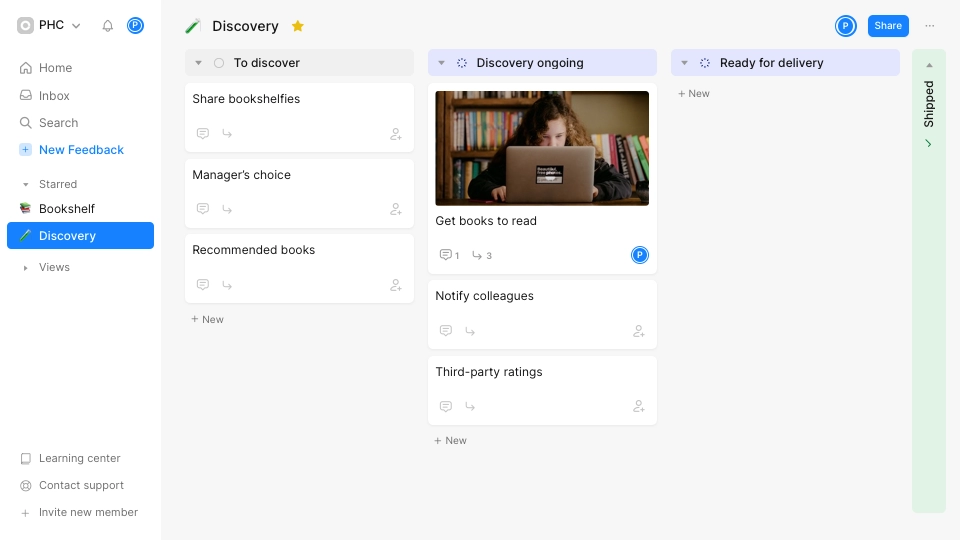 PHC
P
Home
Inbox
Search
New Feedback
Starred
Bookshelf
Discovery
Views
Learning center
Contact support
Invite new member
Discovery
P
Share
To discover
Share bookshelfies
Manager’s choice
Recommended books
+ New
Discovery ongoing
Get books to read
1
3
P
Notify colleagues
Third-party ratings
+ New
Ready for delivery
+ New
Shipped